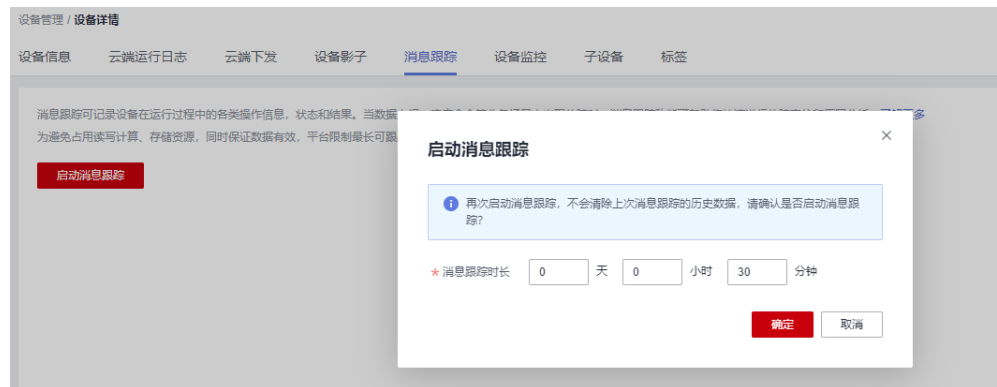 设备管理 / 设备详情
设备信息 云端运行日志 云端下发 设备影子 消息跟踪 设备监控 子设备 标签
消息跟踪可记录设备在运行过程中的各类操作信息，状态和结果。当数据
为避免占用读写计算、存储资源，同时保证数据有效，平台限制最长可跟
启动消息跟踪
启动消息跟踪
再次启动消息跟踪，不会清除上次消息跟踪的历史数据，请确认是否启动消息跟
踪？
* 消息跟踪时长 0 天 0 小时 30 分钟
确定 取消